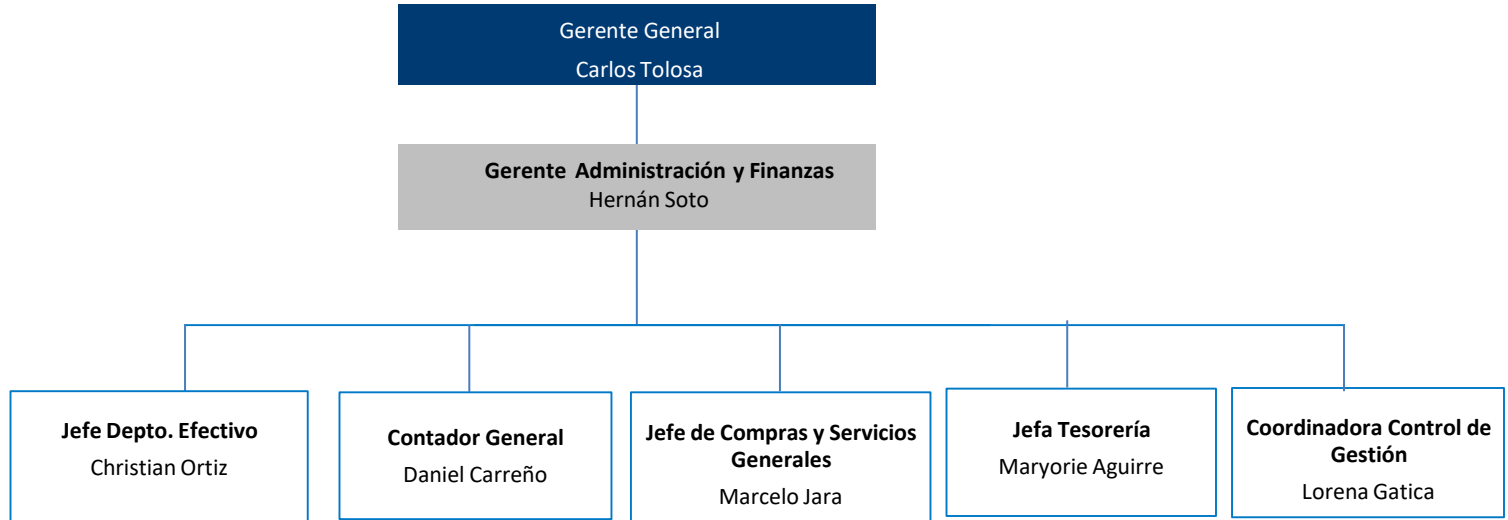 Gerente General
Carlos Tolosa
Gerente Administración y Finanzas
Hernán Soto
Jefe Depto. Efectivo
Christian Ortiz
Contador General
Daniel Carreño
Jefe de Compras y Servicios
Generales
Marcelo Jara
Jefa Tesorería
Maryorie Aguirre
Coordinadora Control de
Gestión
Lorena Gatica